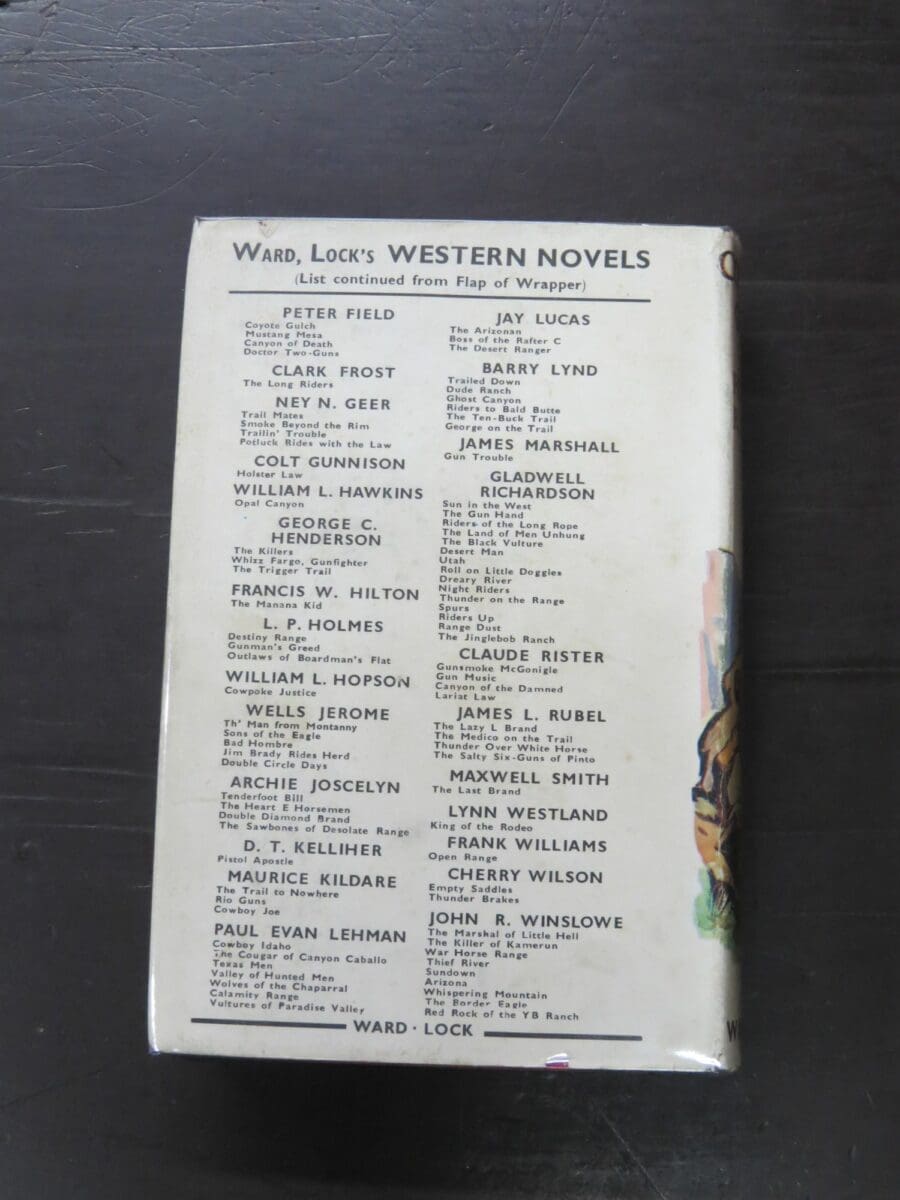 WARD, LOCK'S WESTERN NOVELS
(List continued from Flap of Wrapper)
PETER FIELD
Coyote Gulch
Mustang Mesa
Canyon of Death
Doctor Two-Guns
CLARK FROST
The Long Riders
NEY N. GEER
Trail Mates
Smoke Beyond the Rim
Trailin' Trouble
Potluck Rides with the Law
COLT GUNNISON
Holster Law
WILLIAM L. HAWKINS
Opal Canyon
GEORGE C.
HENDERSON
The Killers
Whizz Fargo, Gunfighter
The Trigger Trail
FRANCIS W. HILTON
The Manana Kid
L. P. HOLMES
Destiny Range
Gunman's Greed
Outlaws of Boardman's Flat
WILLIAM L. HOPSON
Cowpoke Justice
WELLS JEROME
Th' Man from Montanny
Sons of the Eagle
Bad Hombre
Jim Brady Rides Herd
Double Circle Days
ARCHIE JOSCELYN
Tenderfoot Bill
The Heart E Horsemen
Double Diamond Brand
The Sawbones of Desolate Range
D. T. KELLIHER
Pistol Apostle
MAURICE KILDARE
The Trail to Nowhere
Rio Guns
Cowboy Joe
PAUL EVAN LEHMAN
Cowboy Idaho
The Cougar of Canyon Caballo
Texas Men
Valley of Hunted Men
Wolves of the Chaparral
Calamity Range
Vultures of Paradise Valley
JAY LUCAS
The Arizonan
Boss of the Rafter C
The Desert Ranger
BARRY LYND
Trailed Down
Dude Ranch
Ghost Canyon
Riders to Bald Butte
The Ten-Buck Trail
George on the Trail
JAMES MARSHALL
Gun Trouble
GLADWELL
RICHARDSON
Sun in the West
The Gun Hand
Riders of the Long Rope
The Land of Men Unhung
The Black Vulture
Desert Man
Utah
Roll on Little Doggies
Dreary River
Night Riders
Thunder on the Range
Spurs
Riders Up
Range Dust
The Jinglebob Ranch
CLAUDE RISTER
Gunsmoke McGonigle
Gun Music
Canyon of the Damned
Lariat Law
JAMES L. RUBEL
The Lazy L Brand
The Medico on the Trail
Thunder Over White Horse
The Salty Six-Guns of Pinto
MAXWELL SMITH
The Last Brand
LYNN WESTLAND
King of the Rodeo
FRANK WILLIAMS
Open Range
CHERRY WILSON
Empty Saddles
Thunder Brakes
JOHN R. WINSLOWE
The Marshal of Little Hell
The Killer of Kamerun
War Horse Range
Thief River
Sundown
Arizona
Whispering Mountain
The Border Eagle
Red Rock of the YB Ranch
WARD · LOCK